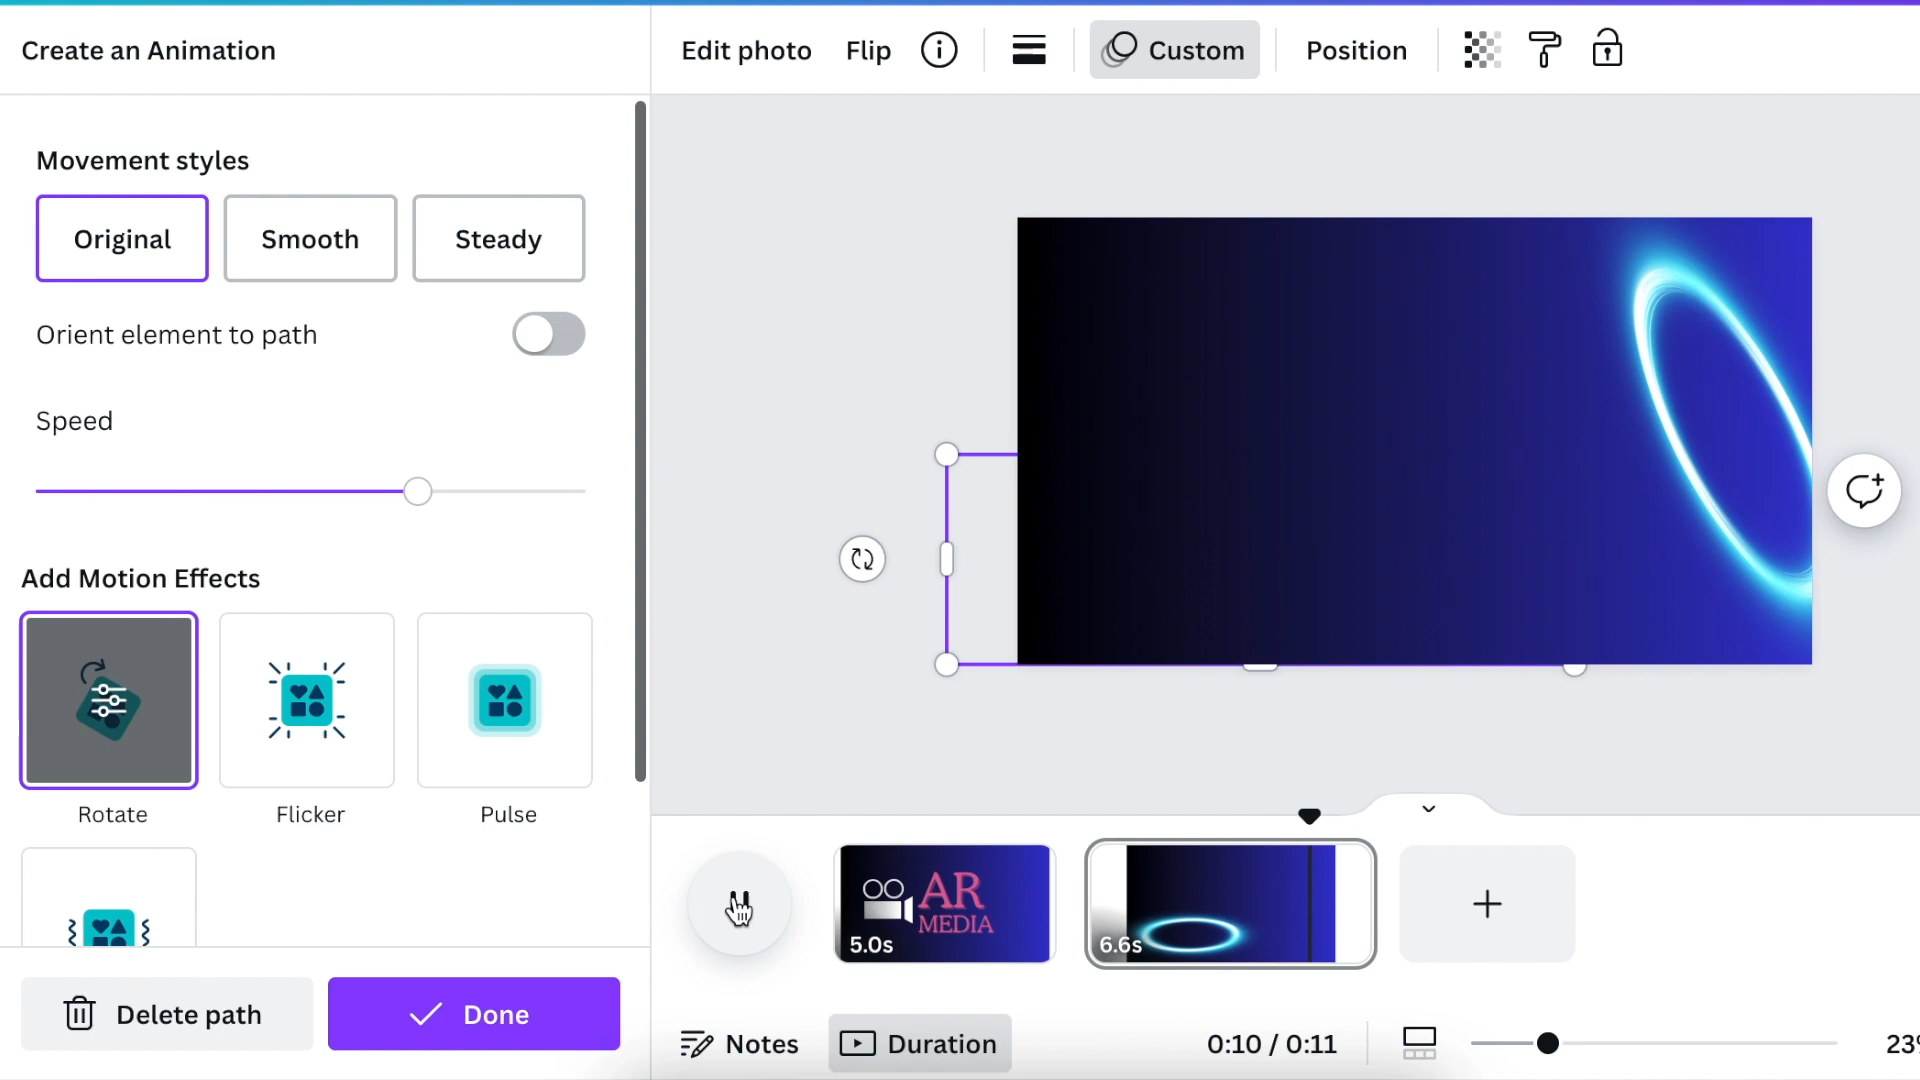 Create an Animation
Edit photo Flip Custom Position
Movement styles
Original Smooth Steady
Orient element to path
Speed
Add Motion Effects
Rotate Flicker Pulse
AR
MEDIA
5.0s
6.6s
Delete path Done
Notes Duration 0:10 / 0:11